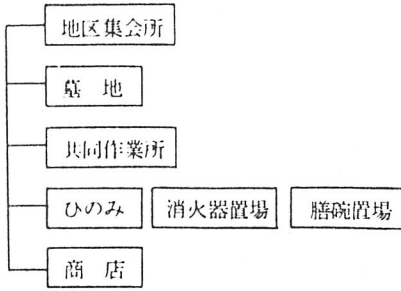 地区集会所
墓 地
共同作業所
ひのみ 消火器置場 膳碗置場
商 店